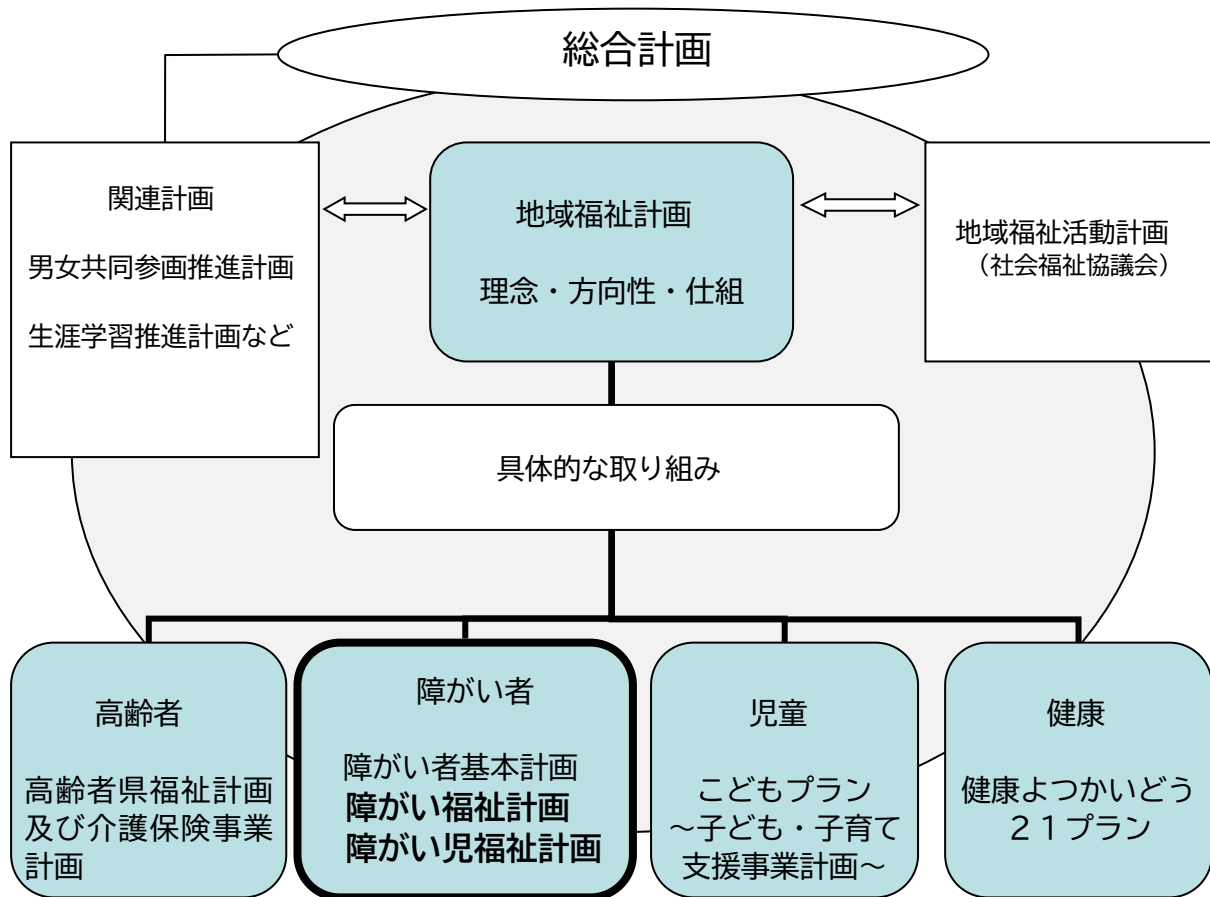 総合計画
関連計画
男女共同参画推進計画
生涯学習推進計画など
地域福祉計画
理念・方向性・仕組
地域福祉活動計画
（社会福祉協議会）
具体的な取り組み
高齢者
高齢者県福祉計画
及び介護保険事業
計画
障がい者
障がい者基本計画
障がい福祉計画
障がい児福祉計画
児童
こどもプラン
～子ども・子育て
支援事業計画～
健康
健康よつかいどう
２１プラン